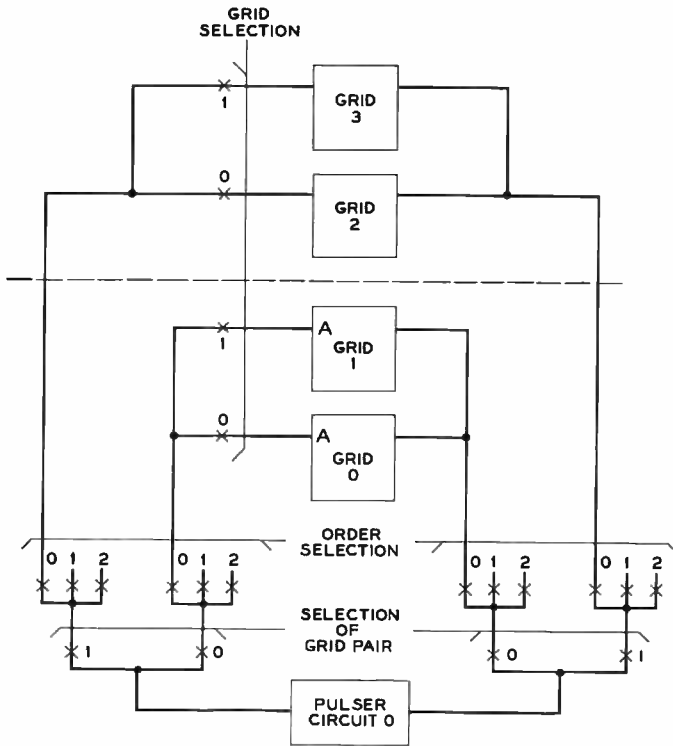 GRID
SELECTION
1
GRID
3
0
GRID
2
1
A
GRID
1
0
A
GRID
0
ORDER
SELECTION
0 1 2
0 1 2
0 1 2
0 1 2
SELECTION
OF
GRID PAIR
1
0
0
1
PULSER
CIRCUIT 0